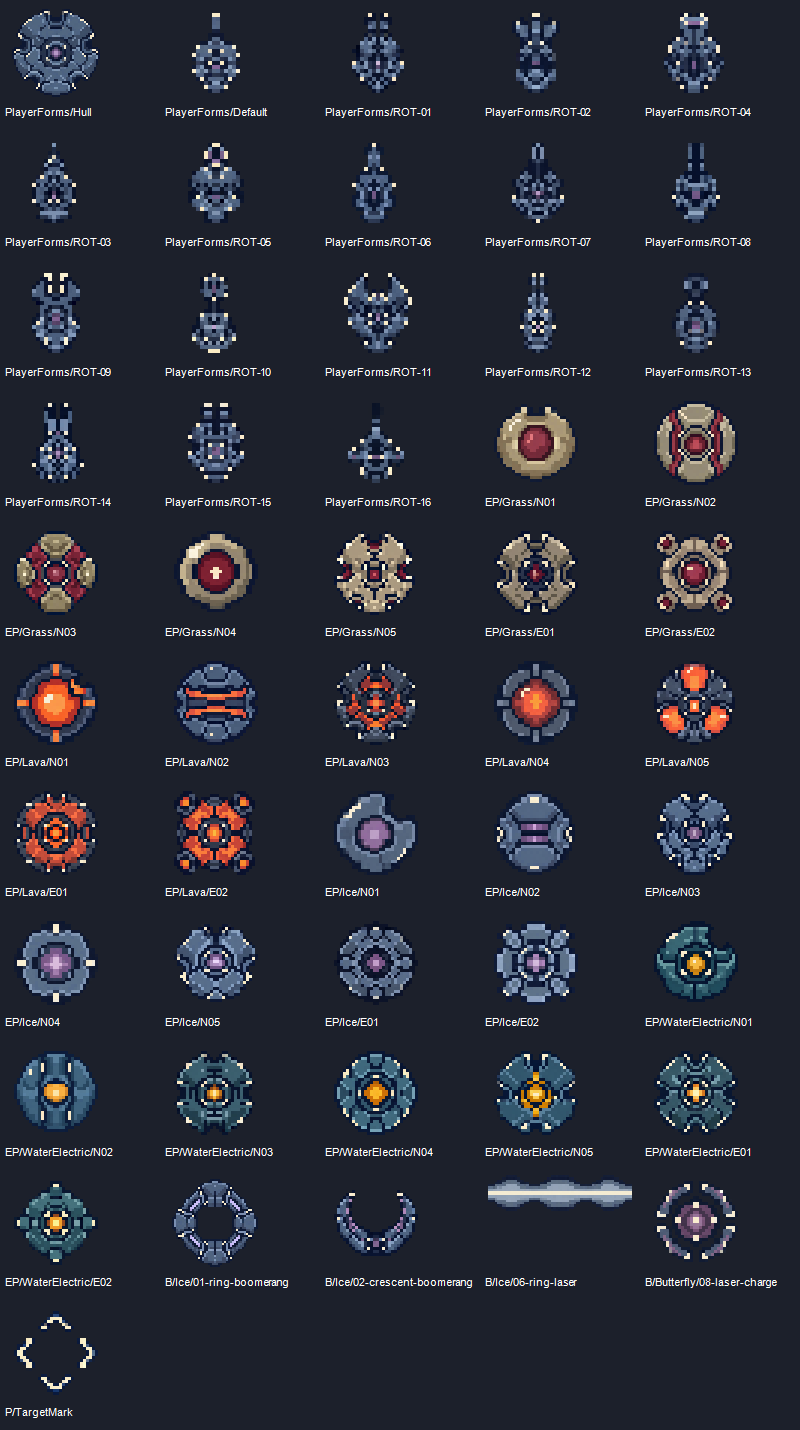 PlayerForms/Hull
PlayerForms/Default
PlayerForms/ROT-01
PlayerForms/ROT-02
PlayerForms/ROT-04
PlayerForms/ROT-03
PlayerForms/ROT-05
PlayerForms/ROT-06
PlayerForms/ROT-07
PlayerForms/ROT-08
PlayerForms/ROT-09
PlayerForms/ROT-10
PlayerForms/ROT-11
PlayerForms/ROT-12
PlayerForms/ROT-13
PlayerForms/ROT-14
PlayerForms/ROT-15
PlayerForms/ROT-16
EP/Grass/N01
EP/Grass/N02
EP/Grass/N03
EP/Grass/N04
EP/Grass/N05
EP/Grass/E01
EP/Grass/E02
EP/Lava/N01
EP/Lava/N02
EP/Lava/N03
EP/Lava/N04
EP/Lava/N05
EP/Lava/E01
EP/Lava/E02
EP/Ice/N01
EP/Ice/N02
EP/Ice/N03
EP/Ice/N04
EP/Ice/N05
EP/Ice/E01
EP/Ice/E02
EP/WaterElectric/N01
EP/WaterElectric/N02
EP/WaterElectric/N03
EP/WaterElectric/N04
EP/WaterElectric/N05
EP/WaterElectric/E01
EP/WaterElectric/E02
B/Ice/01-ring-boomerang
B/Ice/02-crescent-boomerang
B/Ice/06-ring-laser
B/Butterfly/08-laser-charge
P/TargetMark